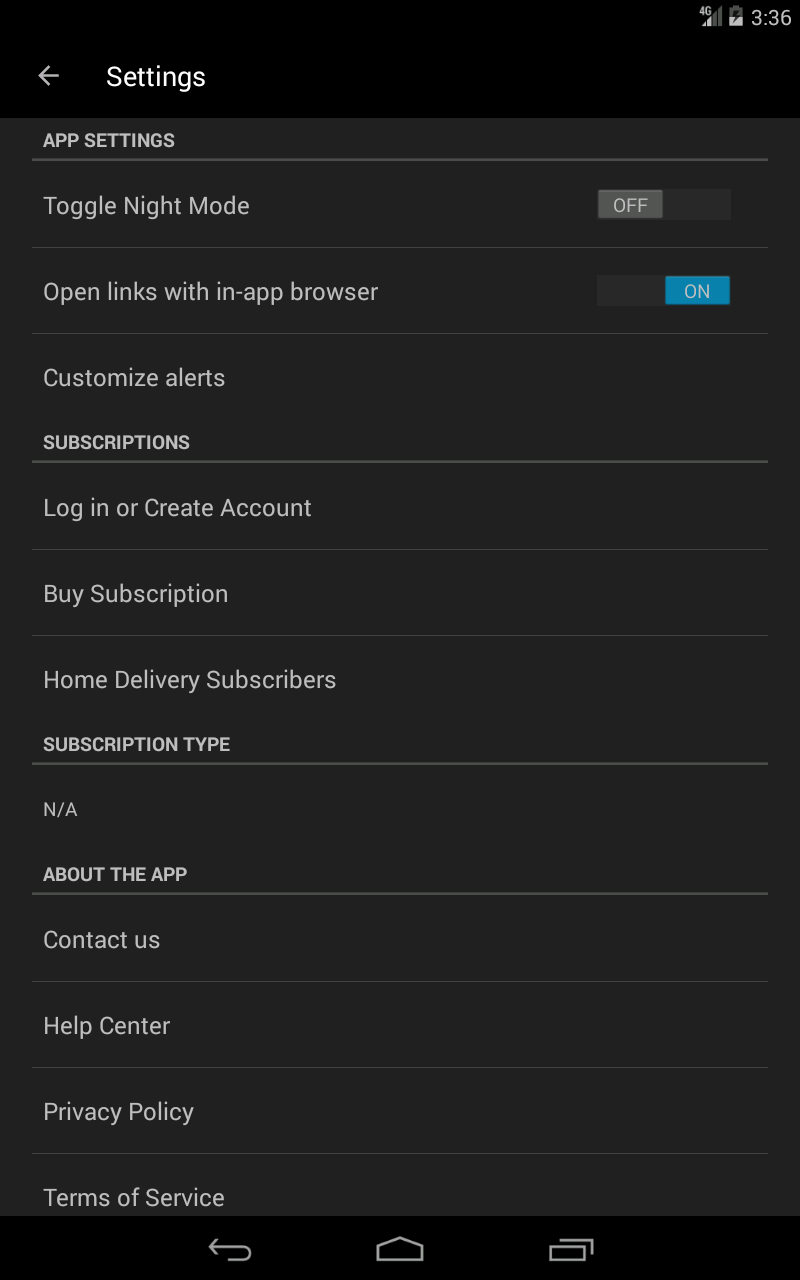 4G 3:36
Settings
APP SETTINGS
Toggle Night Mode OFF
Open links with in-app browser ON
Customize alerts
SUBSCRIPTIONS
Log in or Create Account
Buy Subscription
Home Delivery Subscribers
SUBSCRIPTION TYPE
N/A
ABOUT THE APP
Contact us
Help Center
Privacy Policy
Terms of Service